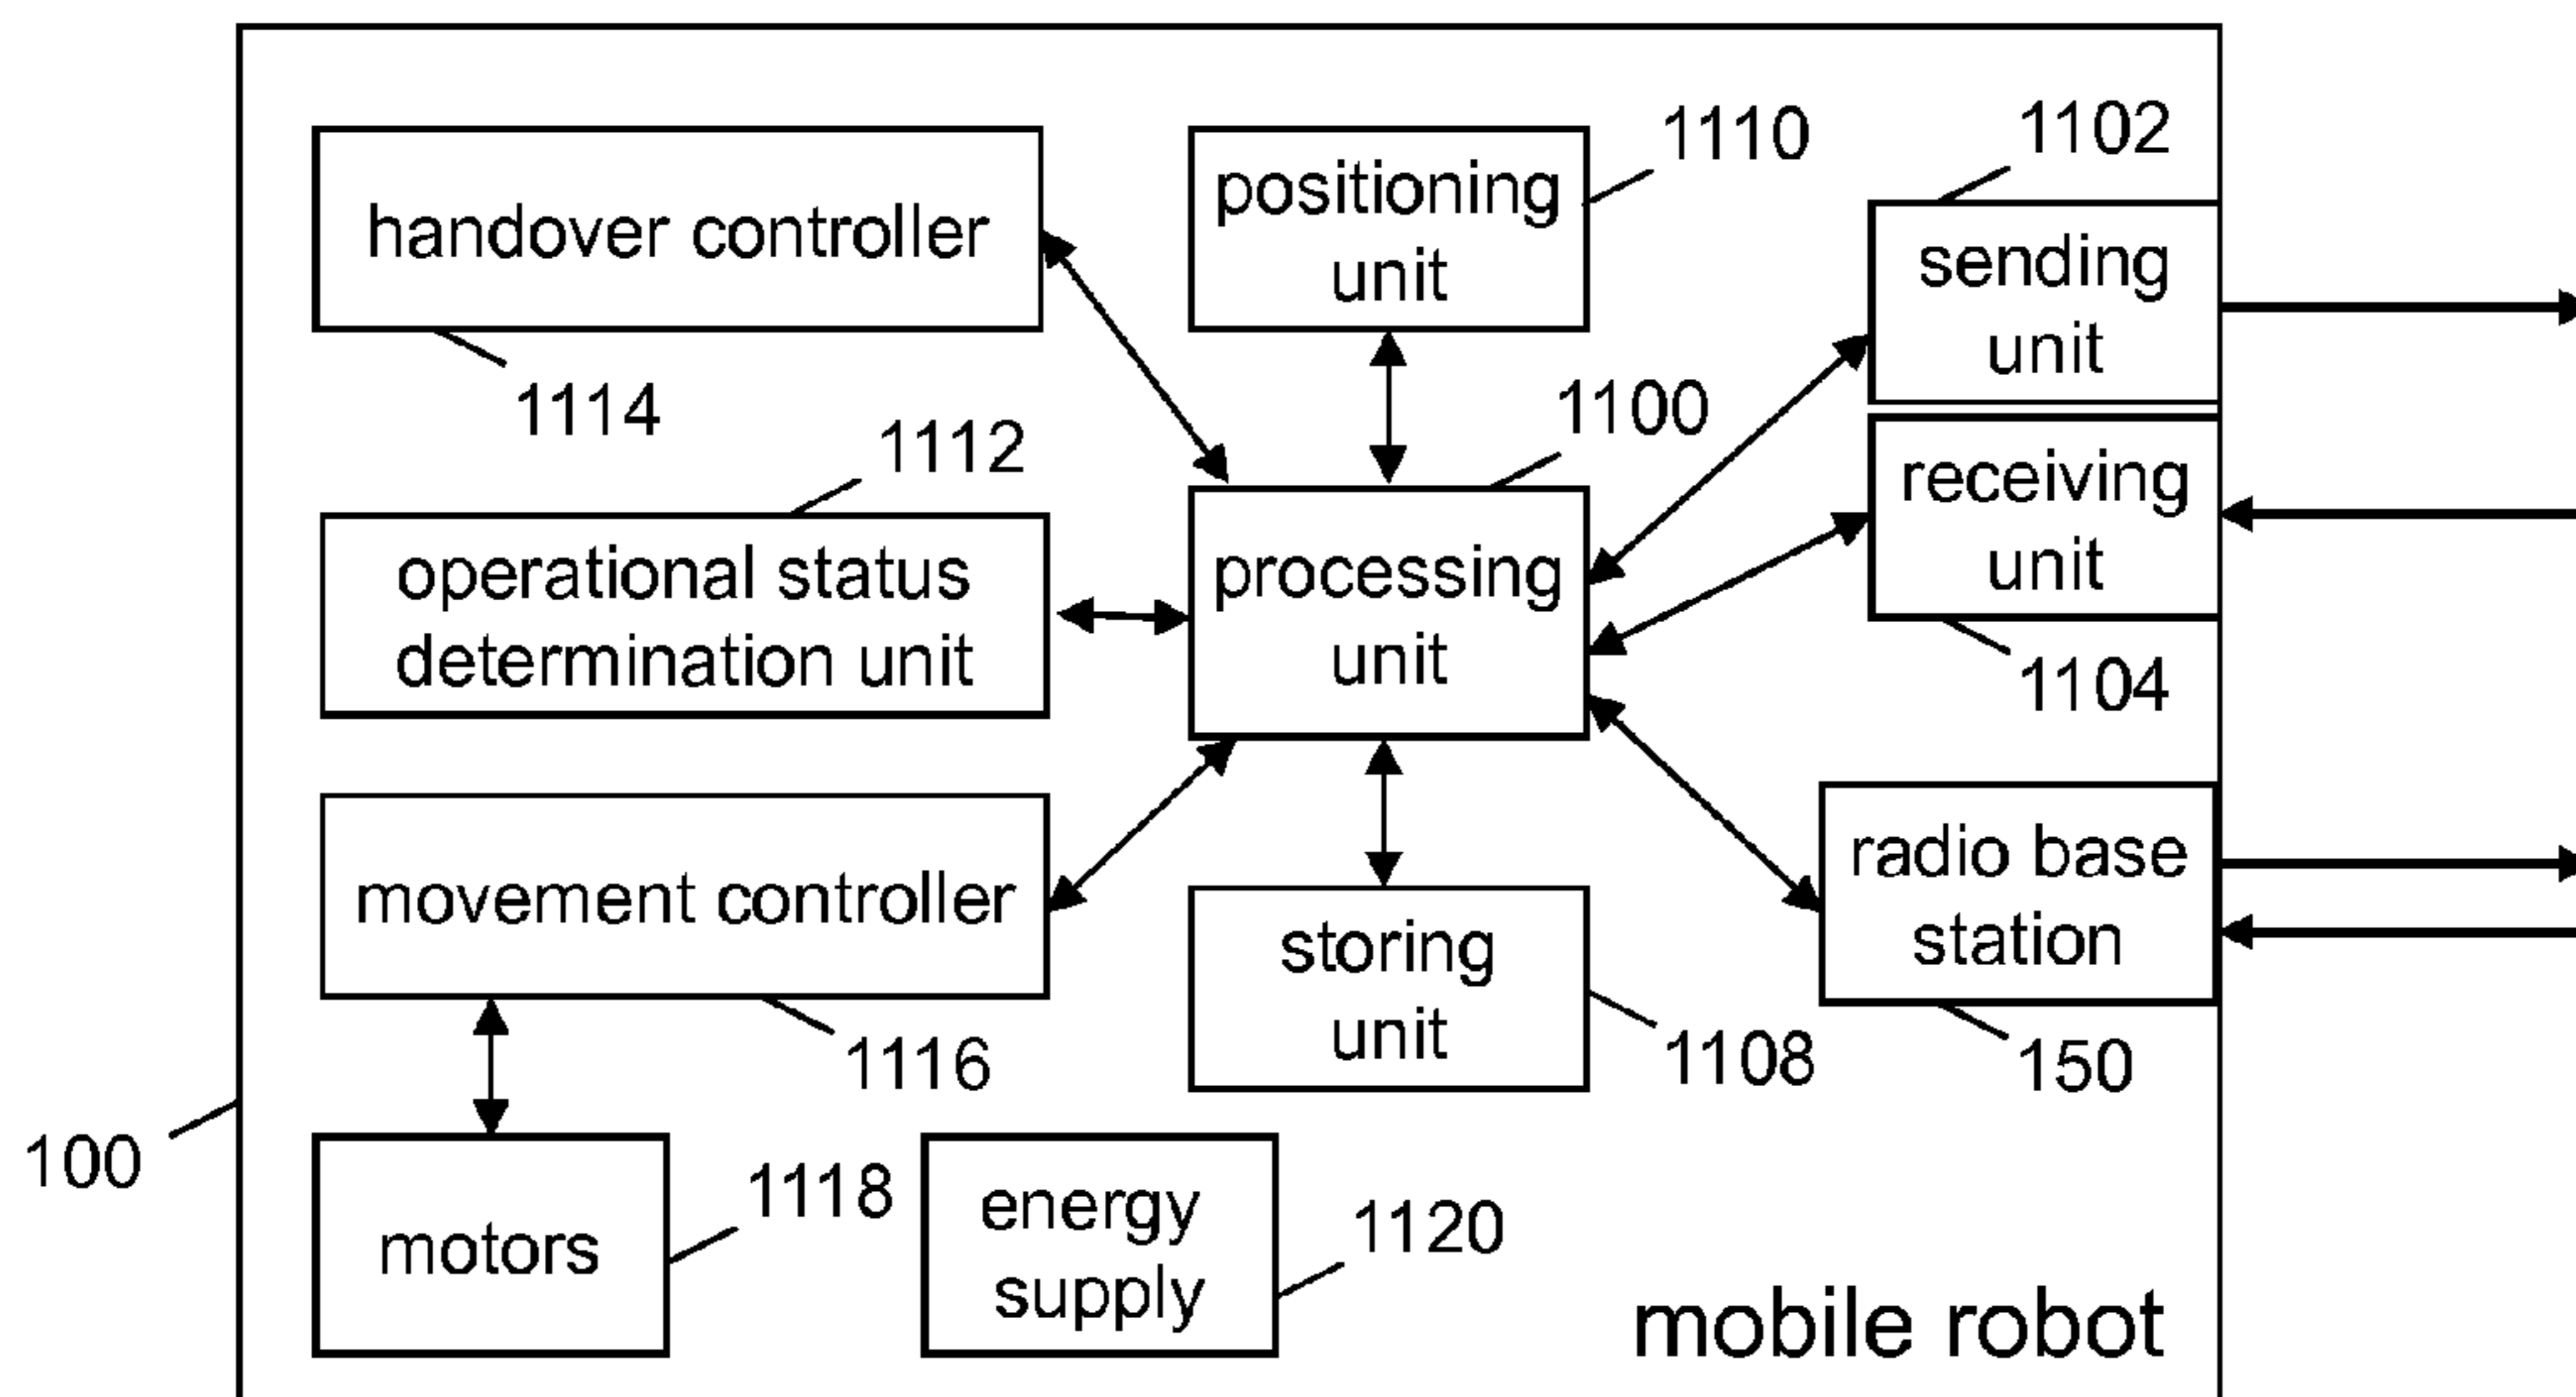 1110
1102
handover controller
positioning
unit
sending
unit
1114
1112
1100
receiving
unit
operational status
determination unit
processing
unit
1104
movement controller
radio base
station
storing
unit
1116
1108
150
100
motors
1118
energy
supply
1120
mobile robot